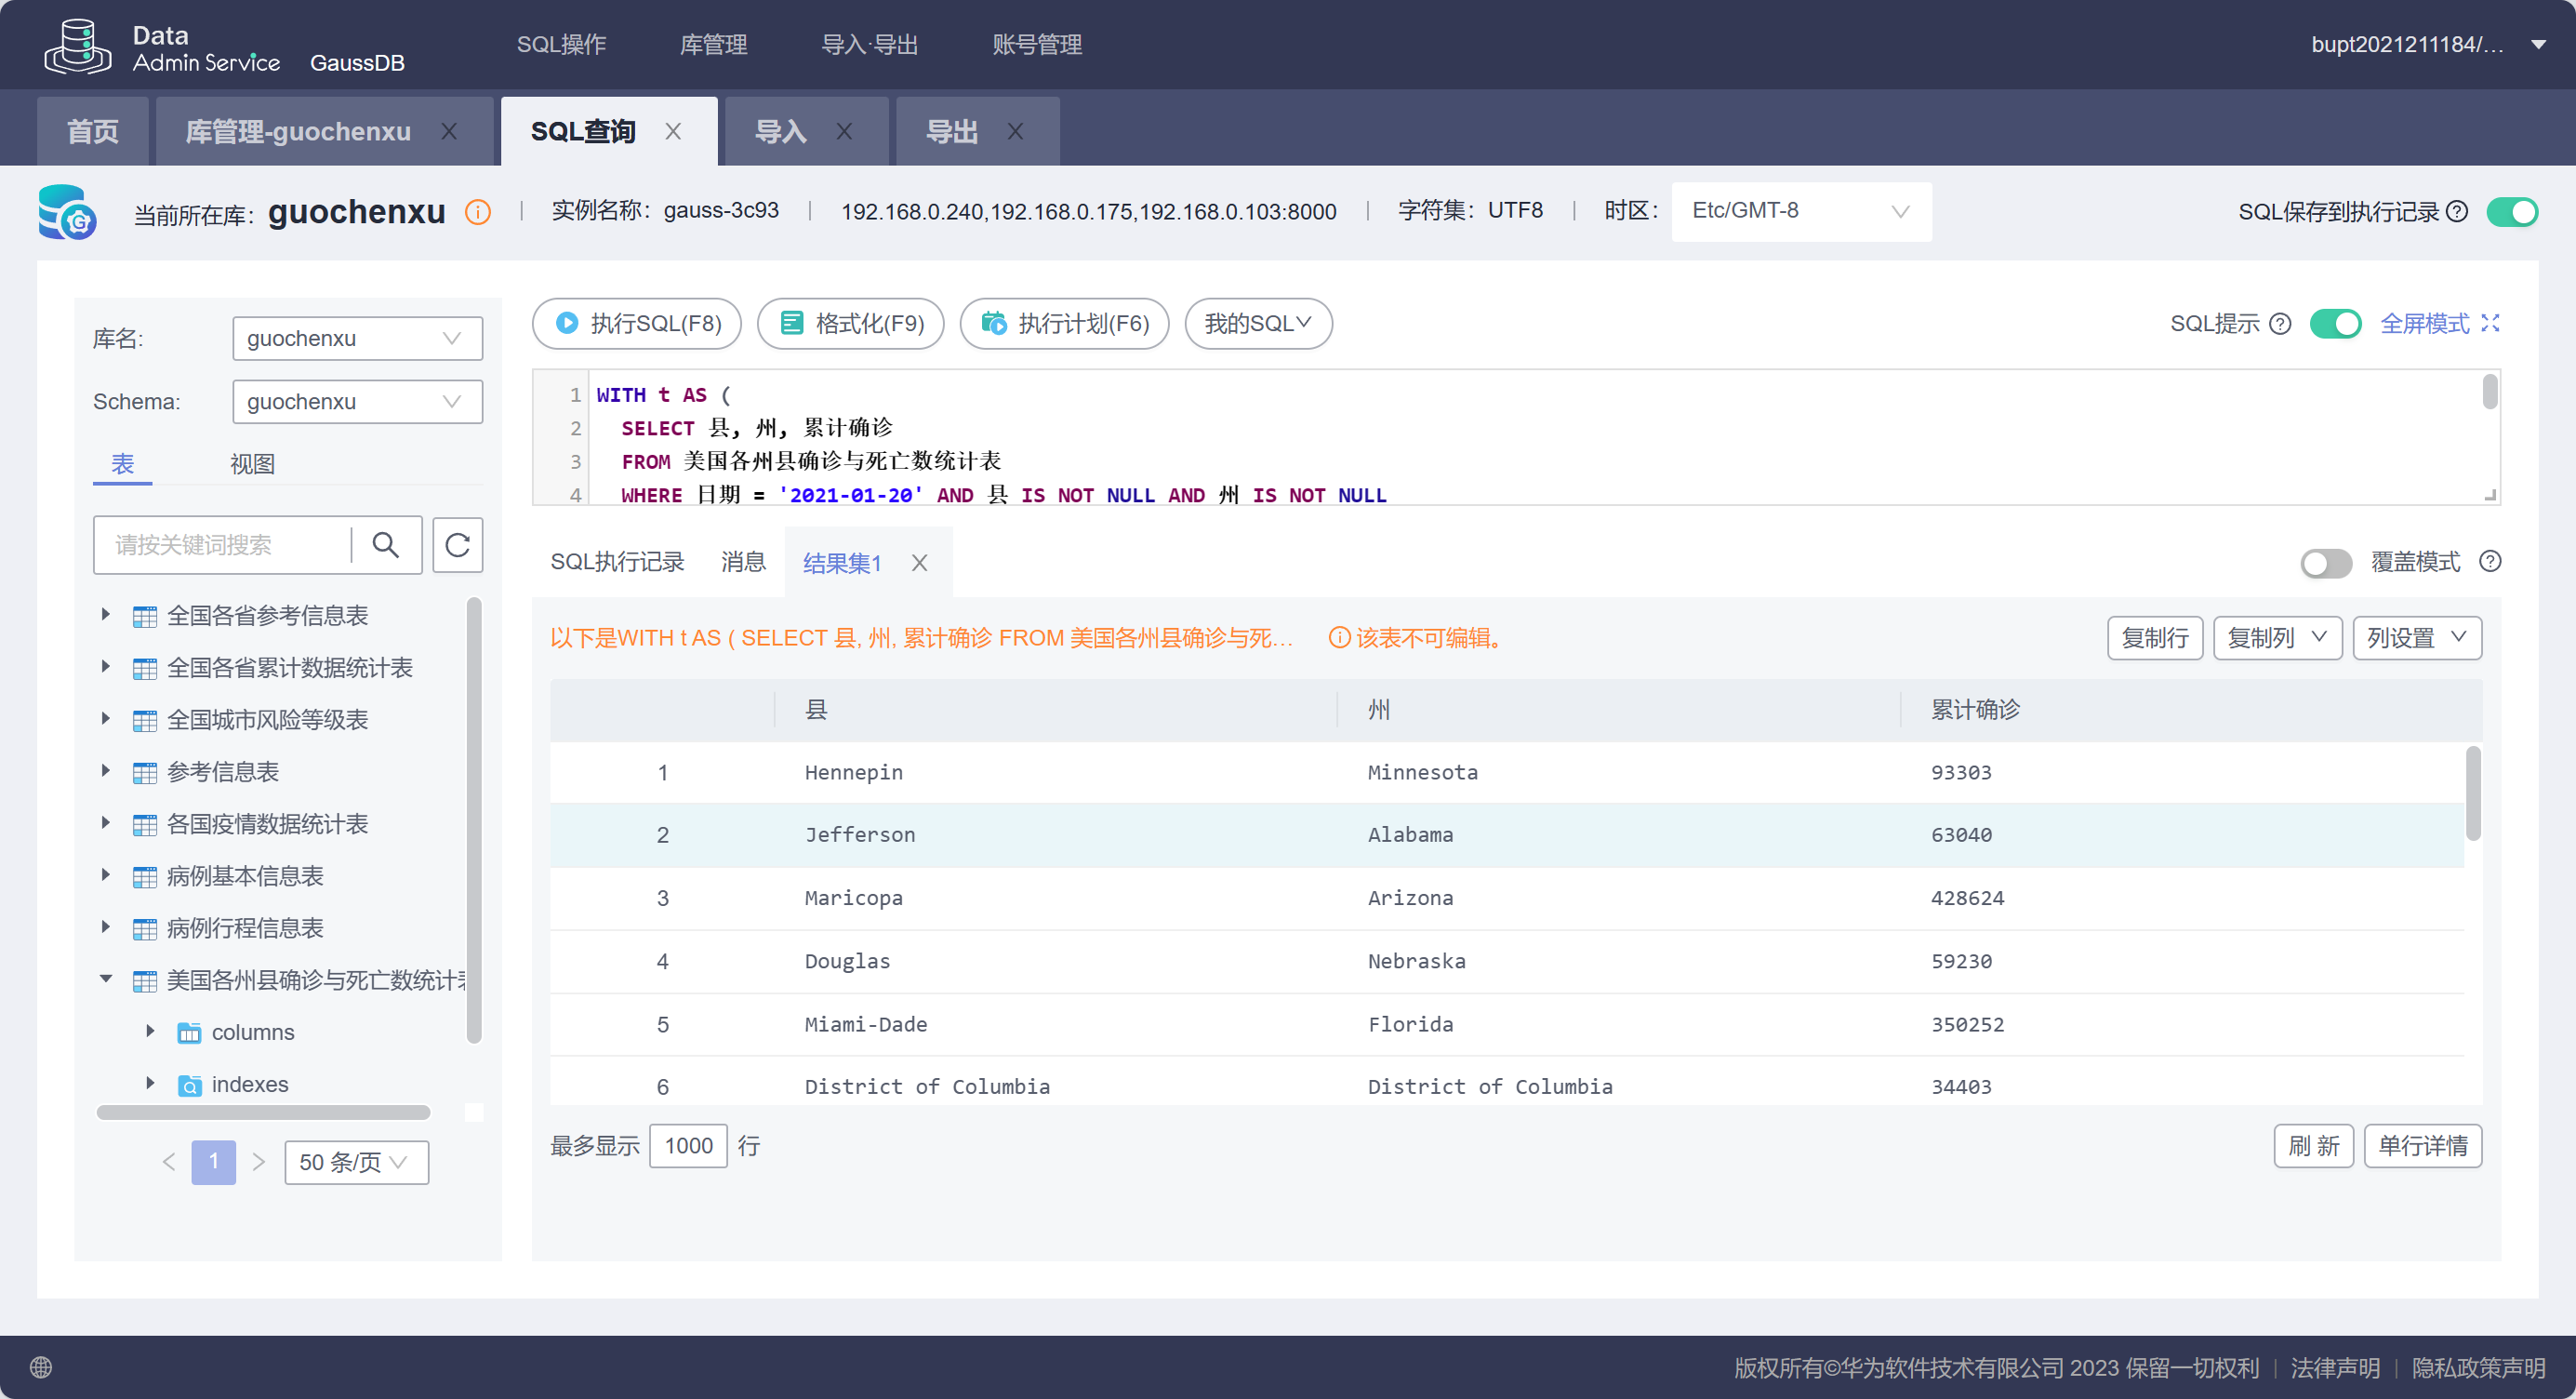 Data
Admin Service GaussDB
SQL操作 库管理 导入·导出 账号管理
bupt2021211184/...
首页 库管理-guochenxu SQL查询 导入 导出
当前所在库: guochenxu 实例名称: gauss-3c93 192.168.0.240,192.168.0.175,192.168.0.103:8000 字符集: UTF8 时区: Etc/GMT-8 SQL保存到执行记录
库名: guochenxu
Schema: guochenxu
表 视图
请按关键词搜索
全国各省参考信息表
全国各省累计数据统计表
全国城市风险等级表
参考信息表
各国疫情数据统计表
病例基本信息表
病例行程信息表
美国各州县确诊与死亡数统计
columns
indexes
1 50 条/页
执行SQL(F8) 格式化(F9) 执行计划(F6) 我的SQL SQL提示 全屏模式
1 WITH t AS (
2 SELECT 县, 州, 累计确诊
3 FROM 美国各州县确诊与死亡数统计表
4 WHERE 日期 = '2021-01-20' AND 县 IS NOT NULL AND 州 IS NOT NULL
SQL执行记录 消息 结果集1 覆盖模式
以下是WITH t AS ( SELECT 县, 州, 累计确诊 FROM 美国各州县确诊与死... 该表不可编辑。 复制行 复制列 列设置
县 州 累计确诊
1 Hennepin Minnesota 93303
2 Jefferson Alabama 63040
3 Maricopa Arizona 428624
4 Douglas Nebraska 59230
5 Miami-Dade Florida 350252
6 District of Columbia District of Columbia 34403
最多显示 1000 行 刷 新 单行详情
版权所有©华为软件技术有限公司 2023 保留一切权利 | 法律声明 | 隐私政策声明